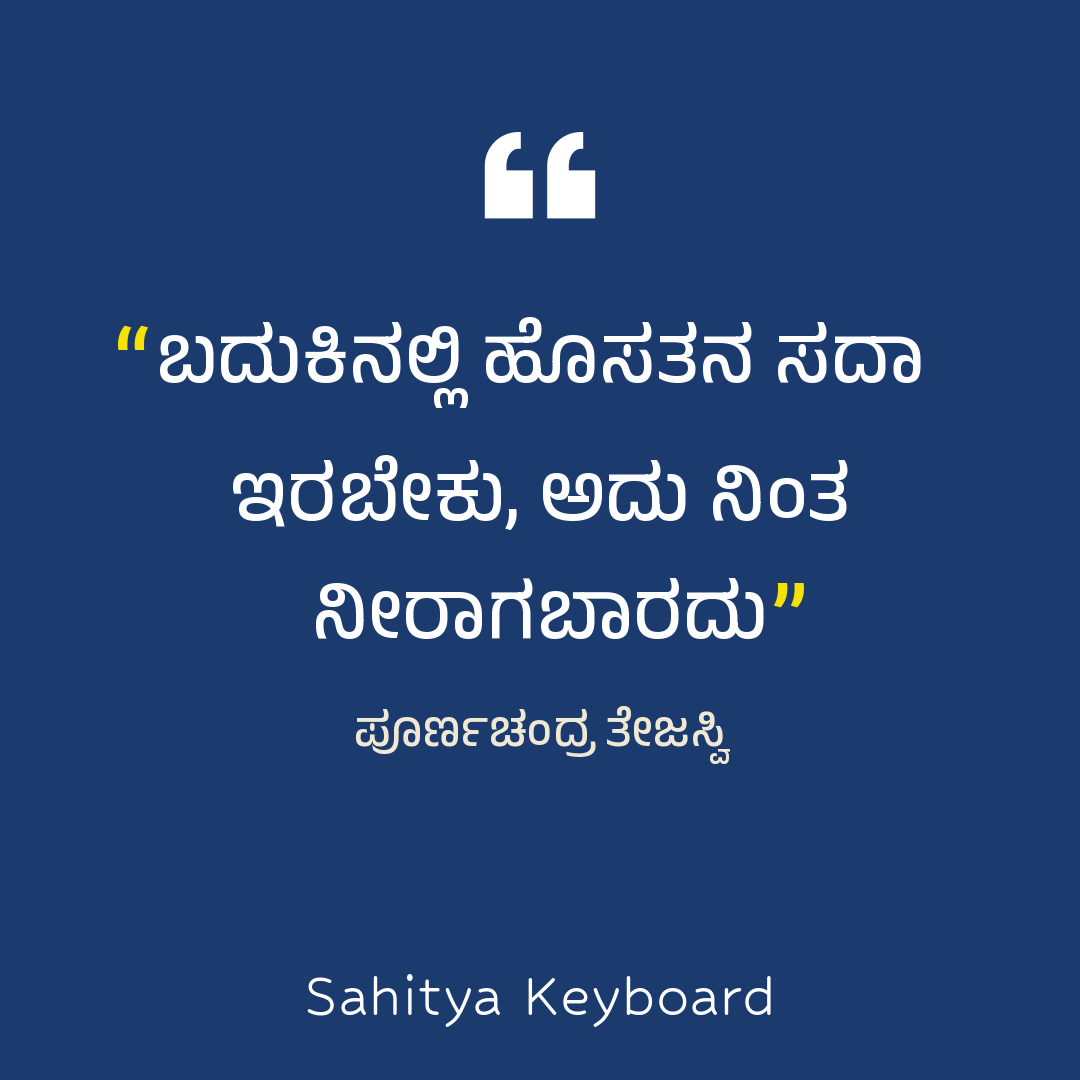 “ಬದುಕಿನಲ್ಲಿ ಹೊಸತನ ಸದಾ
ಇರಬೇಕು, ಅದು ನಿಂತ
ನೀರಾಗಬಾರದು”
ಪೂರ್ಣಚಂದ್ರ ತೇಜಸ್ವಿ
Sahitya Keyboard